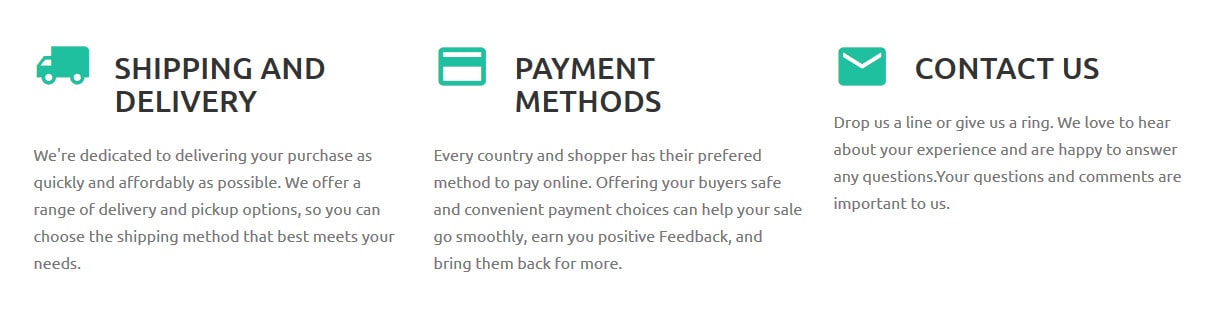 SHIPPING AND
DELIVERY
We're dedicated to delivering your purchase as
quickly and affordably as possible. We offer a
range of delivery and pickup options, so you can
choose the shipping method that best meets your
needs.
PAYMENT
METHODS
Every country and shopper has their prefered
method to pay online. Offering your buyers safe
and convenient payment choices can help your sale
go smoothly, earn you positive Feedback, and
bring them back for more.
CONTACT US
Drop us a line or give us a ring. We love to hear
about your experience and are happy to answer
any questions.Your questions and comments are
important to us.